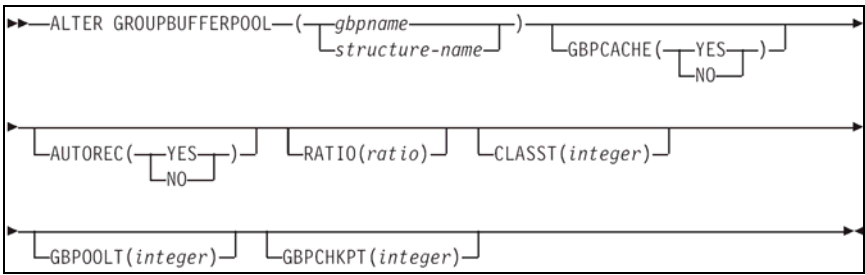 ALTER GROUPBUFFERPOOL ( gbpname )
structure-name GBPCACHE( YES )
NO
AUTOREC( YES ) RATIO(ratio) CLASST(integer)
NO
GBPOOLT(integer) GBPCHKPT(integer)